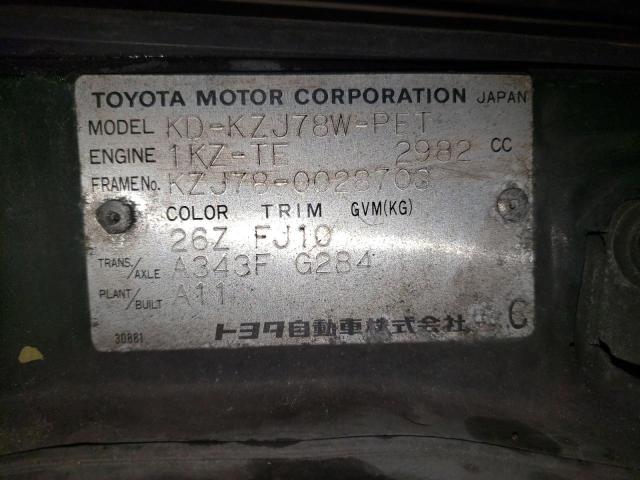 TOYOTA MOTOR CORPORATION JAPAN
MODEL KD-KZJ78W-PET
ENGINE 1KZ-TE 2982 CC
FRAME No. KZJ78-0028703
COLOR TRIM GVM(KG)
26Z FJ10
TRANS./AXLE A343F G284
PLANT/BUILT A11
30881 トヨタ自動車株式会社 C